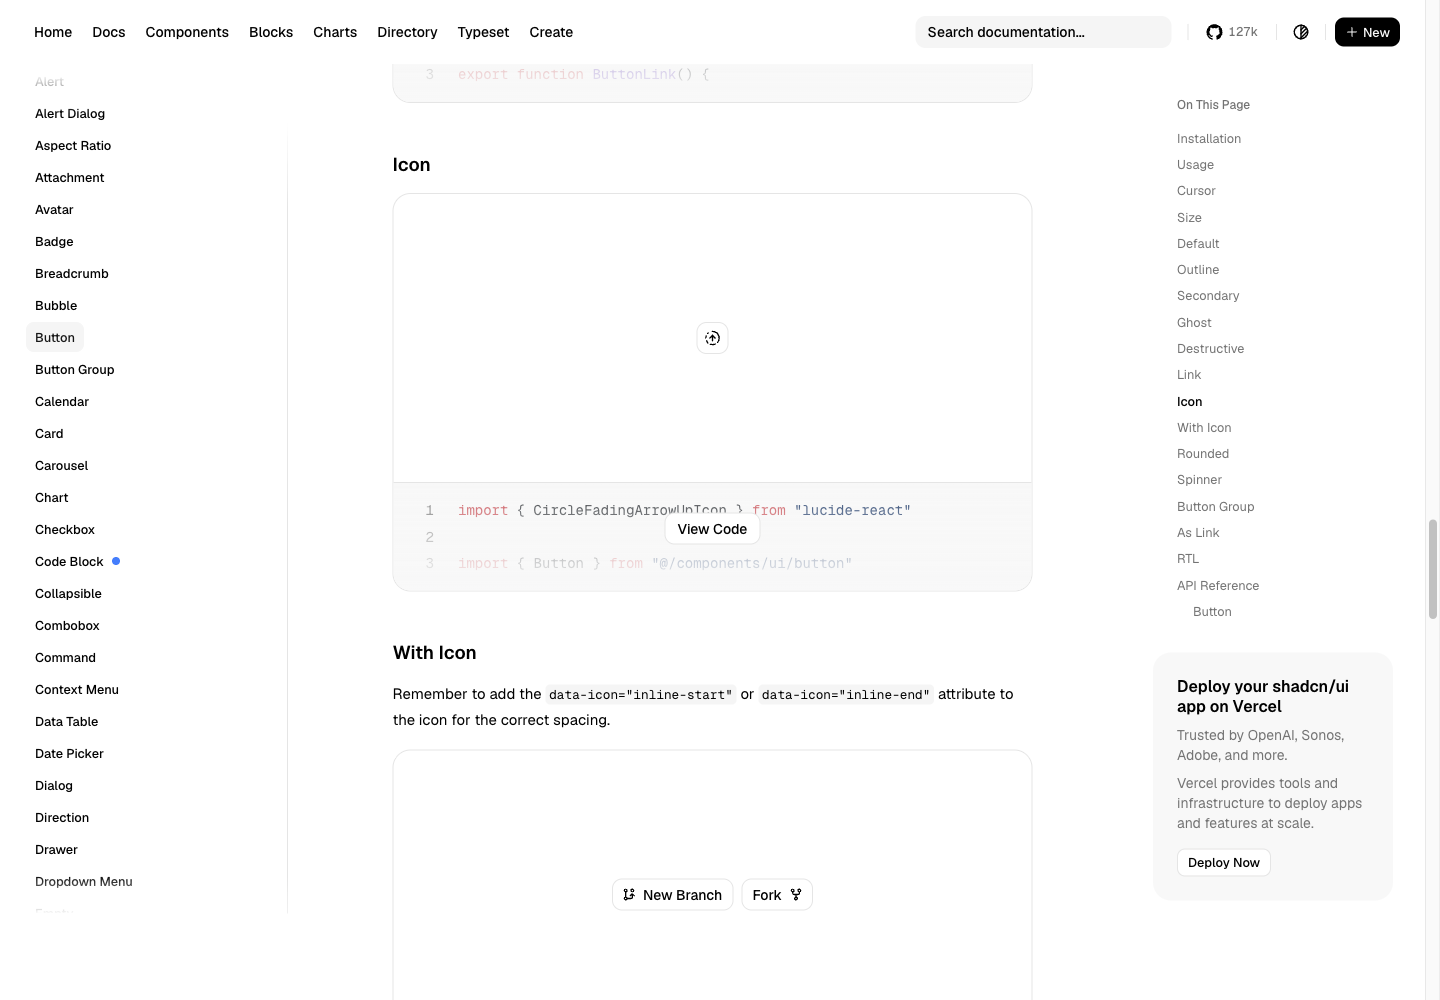 Home Docs Components Blocks Charts Directory Typeset Create
Search documentation...
127k
New
Alert
Alert Dialog
Aspect Ratio
Attachment
Avatar
Badge
Breadcrumb
Bubble
Button
Button Group
Calendar
Card
Carousel
Chart
Checkbox
Code Block
Collapsible
Combobox
Command
Context Menu
Data Table
Date Picker
Dialog
Direction
Drawer
Dropdown Menu
3 export function ButtonLink() {
Icon
1 import { CircleFadingArrowUpIcon } from "lucide-react"
2
View Code
3 import { Button } from "@/components/ui/button"
With Icon
Remember to add the data-icon="inline-start" or data-icon="inline-end" attribute to
the icon for the correct spacing.
New Branch
Fork
On This Page
Installation
Usage
Cursor
Size
Default
Outline
Secondary
Ghost
Destructive
Link
Icon
With Icon
Rounded
Spinner
Button Group
As Link
RTL
API Reference
Button
Deploy your shadcn/ui
app on Vercel
Trusted by OpenAI, Sonos,
Adobe, and more.
Vercel provides tools and
infrastructure to deploy apps
and features at scale.
Deploy Now